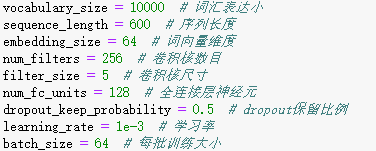 vocabulary_size = 10000  # 词汇表达小
sequence_length = 600  # 序列长度
embedding_size = 64  # 词向量维度
num_filters = 256  # 卷积核数目
filter_size = 5  # 卷积核尺寸
num_fc_units = 128  # 全连接层神经元
dropout_keep_probability = 0.5  # dropout保留比例
learning_rate = 1e-3  # 学习率
batch_size = 64  # 每批训练大小